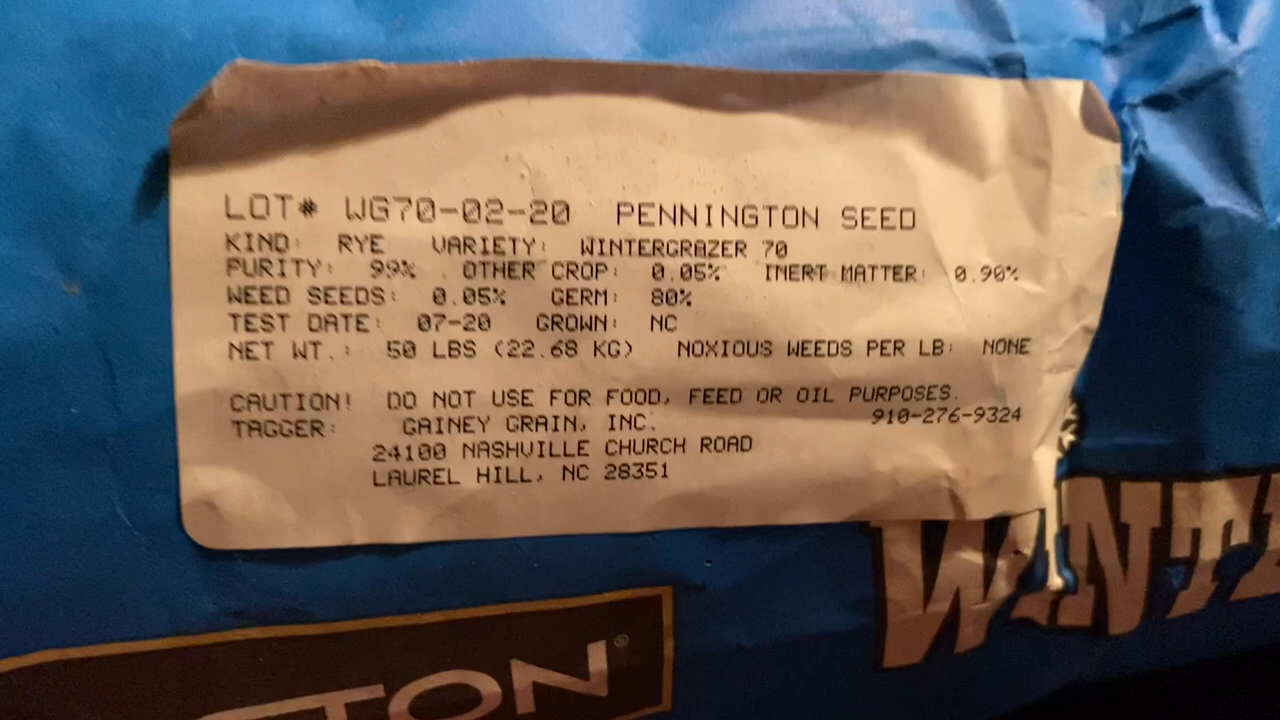 LOT# WG70-02-20 PENNINGTON SEED
KIND: RYE VARIETY: WINTERGRAZER 70
PURITY: 99% OTHER CROP: 0.05% INERT MATTER: 0.90%
WEED SEEDS: 0.05% GERM: 80%
TEST DATE: 07-20 GROWN: NC
NET WT.: 50 LBS (22.68 KG) NOXIOUS WEEDS PER LB: NONE
CAUTION! DO NOT USE FOR FOOD, FEED OR OIL PURPOSES.
TAGGER: GAINEY GRAIN, INC. 910-276-9324
24100 NASHVILLE CHURCH ROAD
LAUREL HILL, NC 28351
WINT
TON®